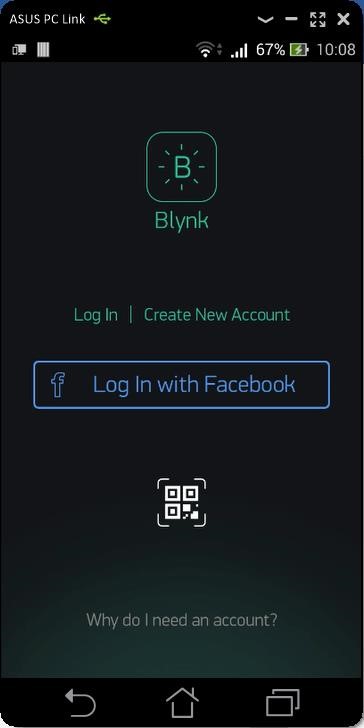 ASUS PC Link
67% 10:08
B
Blynk
Log In | Create New Account
f Log In with Facebook
Why do I need an account?